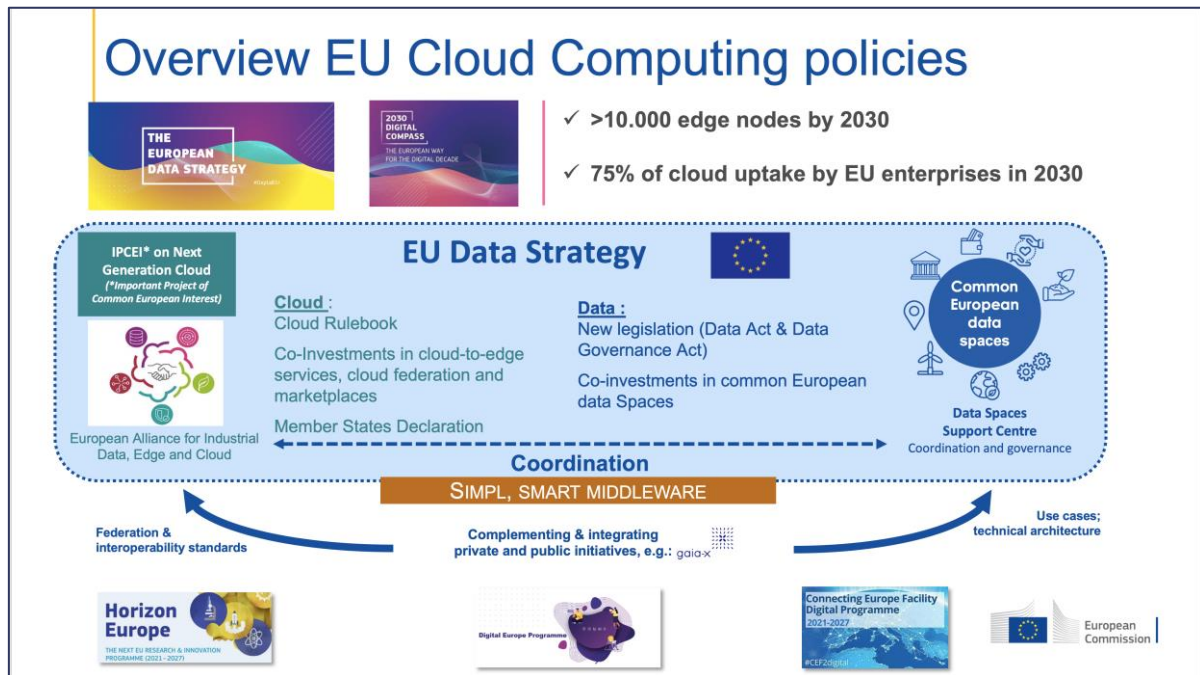 Overview EU Cloud Computing policies
THE
EUROPEAN
DATA STRATEGY
2030
DIGITAL
COMPASS
THE EUROPEAN WAY
FOR THE DIGITAL DECADE
✓ >10.000 edge nodes by 2030
✓ 75% of cloud uptake by EU enterprises in 2030
IPCEI* on Next
Generation Cloud
(*Important Project of
Common European Interest)
European Alliance for Industrial
Data, Edge and Cloud
EU Data Strategy
Cloud :
Cloud Rulebook
Co-Investments in cloud-to-edge
services, cloud federation and
marketplaces
Member States Declaration
Data :
New legislation (Data Act & Data
Governance Act)
Co-investments in common European
data Spaces
Common
European
data
spaces
Data Spaces
Support Centre
Coordination and governance
Coordination
SIMPL, SMART MIDDLEWARE
Federation &
interoperability standards
Complementing & integrating
private and public initiatives, e.g.: gaia-x
Use cases;
technical architecture
Horizon
Europe
THE NEXT EU RESEARCH & INNOVATION
PROGRAMME (2021 - 2027)
Digital Europe Programme
Connecting Europe Facility
Digital Programme
2021-2027
#CEF2digital
European
Commission